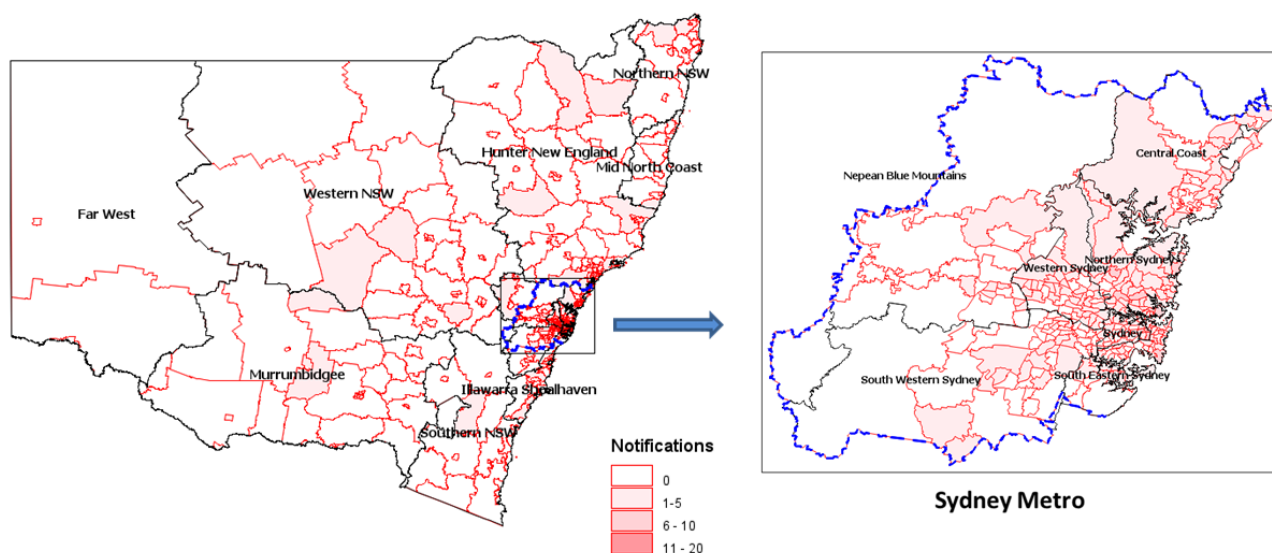 Northern NSW
Hunter New England
Mid North Coast
Western NSW
Far West
Murrumbidgee
Illawarra Shoalhaven
Southern NSW
Notifications
0
1-5
6 - 10
11 - 20
Central Coast
Nepean Blue Mountains
Northern Sydney
Western Sydney
Sydney
South Western Sydney
South Eastern Sydney
Sydney Metro